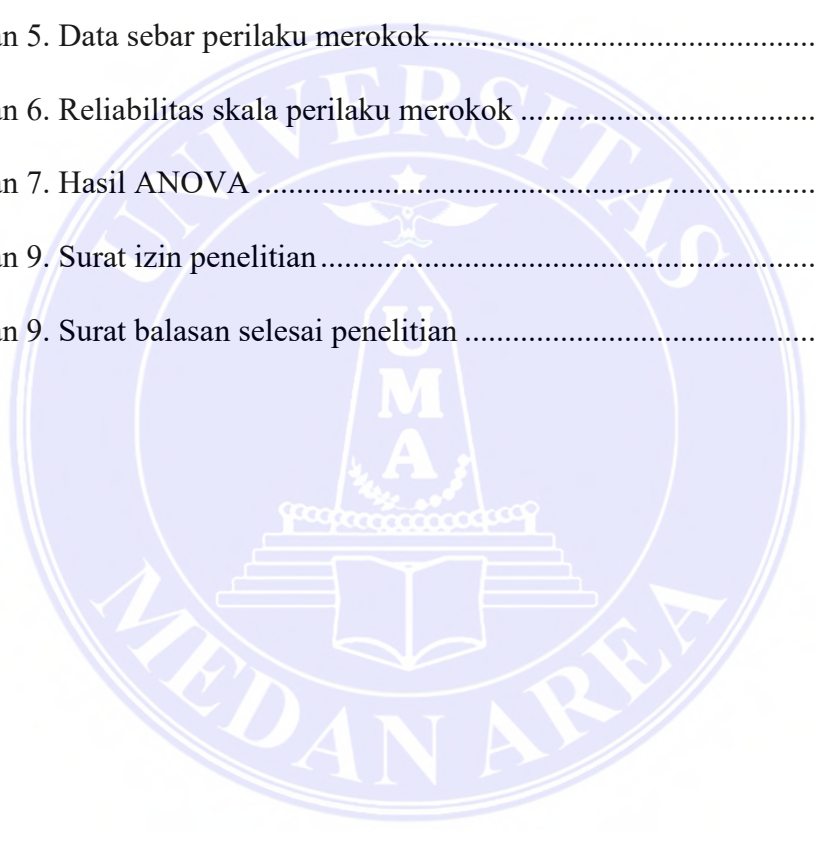 an 5. Data sebar perilaku merokok..........................................
an 6. Reliabilitas skala perilaku merokok ................................
an 7. Hasil ANOVA ..................................................................
an 9. Surat izin penelitian.........................................................
an 9. Surat balasan selesai penelitian .......................................
UNIVERSITAS
UMA
MEDAN AREA